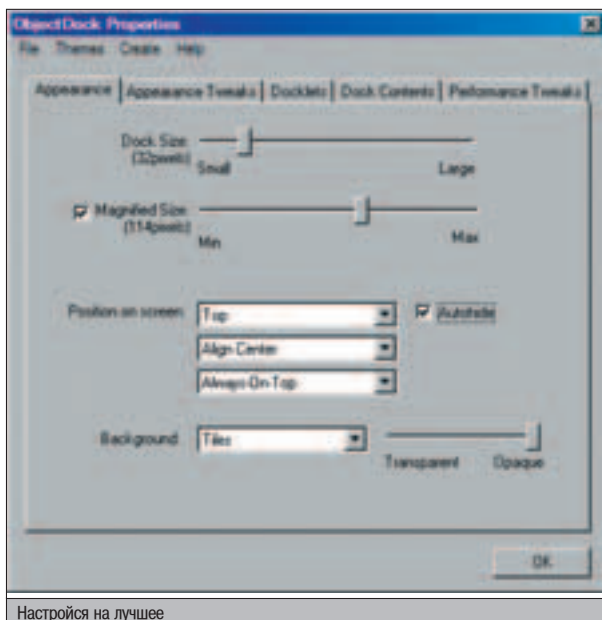 ObjectDock Properties
File Themes Create Help
Appearance Appearance Tweaks Docklets Dock Contents Performance Tweaks
Dock Size
(32pixels)
Small Large
Magnified Size
(114pixels)
Min Max
Position on screen: Top Autohide
Align-Center
Always-On-Top
Background Tiles
Transparent Opaque
OK
Настройся на лучшее